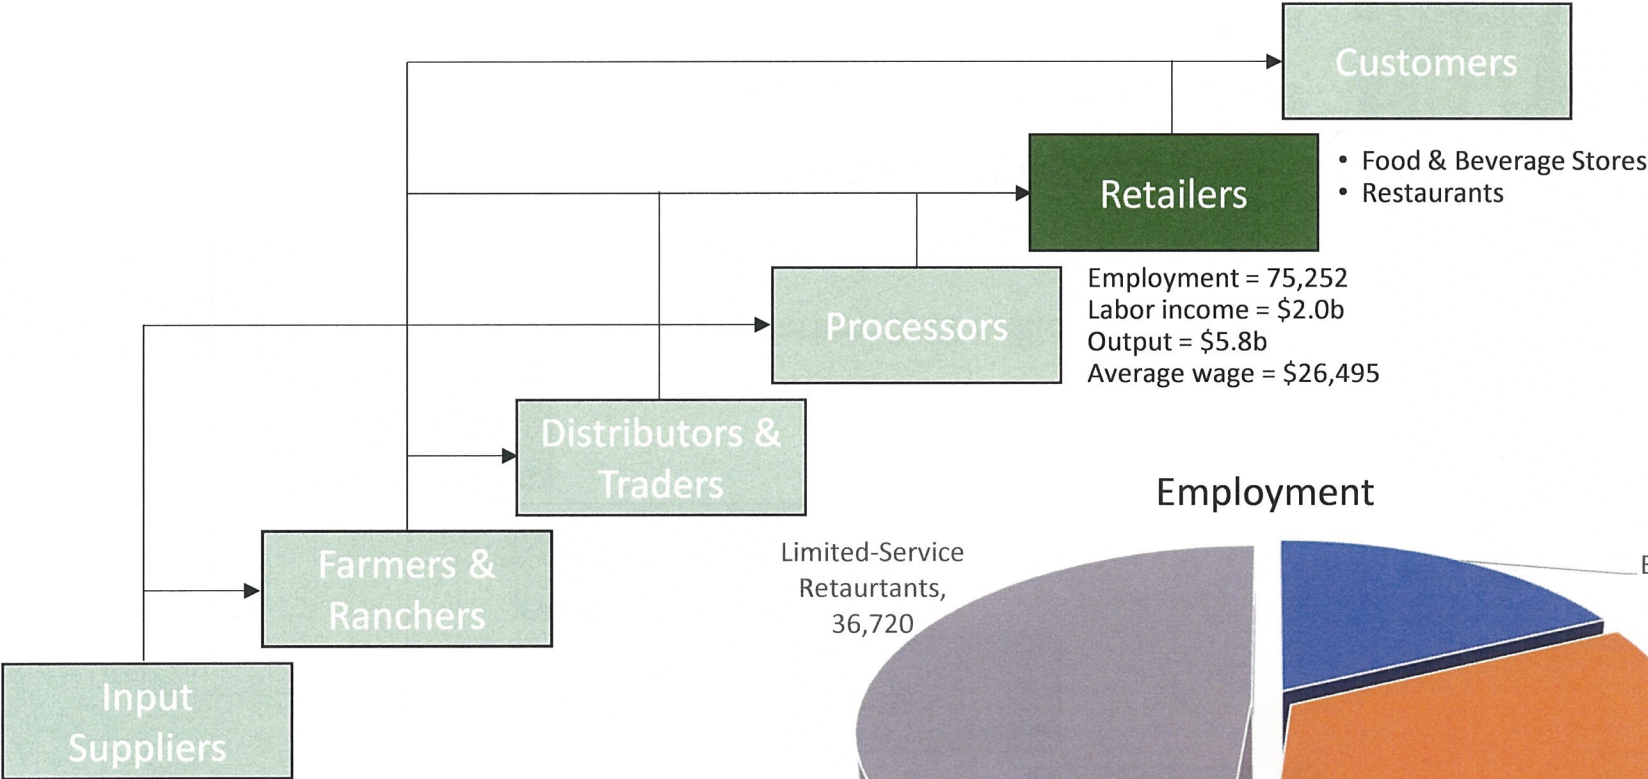 Customers
Retailers
• Food & Beverage Stores
• Restaurants
Processors
Employment = 75,252
Labor income = $2.0b
Output = $5.8b
Average wage = $26,495
Distributors &
Traders
Farmers &
Ranchers
Input
Suppliers
Employment
Limited-Service
Retaurtants,
36,720